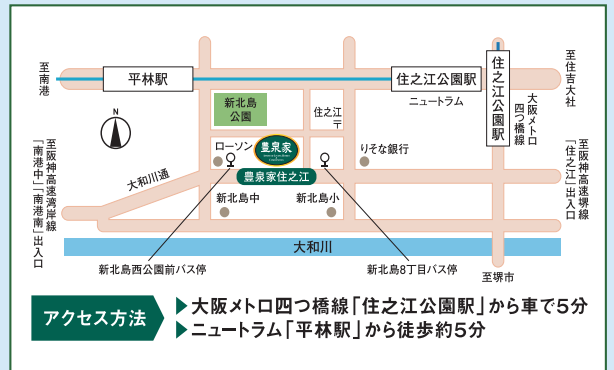 至南港
平林駅
住之江公園駅
ニュートラム
住之江公園駅
至住吉大社
大阪メトロ
四つ橋線
新北島
公園
住之江
〒
N
ローソン
豊泉家
りそな銀行
豊泉家住之江
大和川通
新北島中
新北島小
至阪神高速湾岸線
「南港中」「南港南」出入口
至阪神高速堺線
「住之江」出入口
大和川
新北島西公園前バス停
新北島8丁目バス停
至堺市
アクセス方法
▶大阪メトロ四つ橋線「住之江公園駅」から車で5分
▶ニュートラム「平林駅」から徒歩約5分